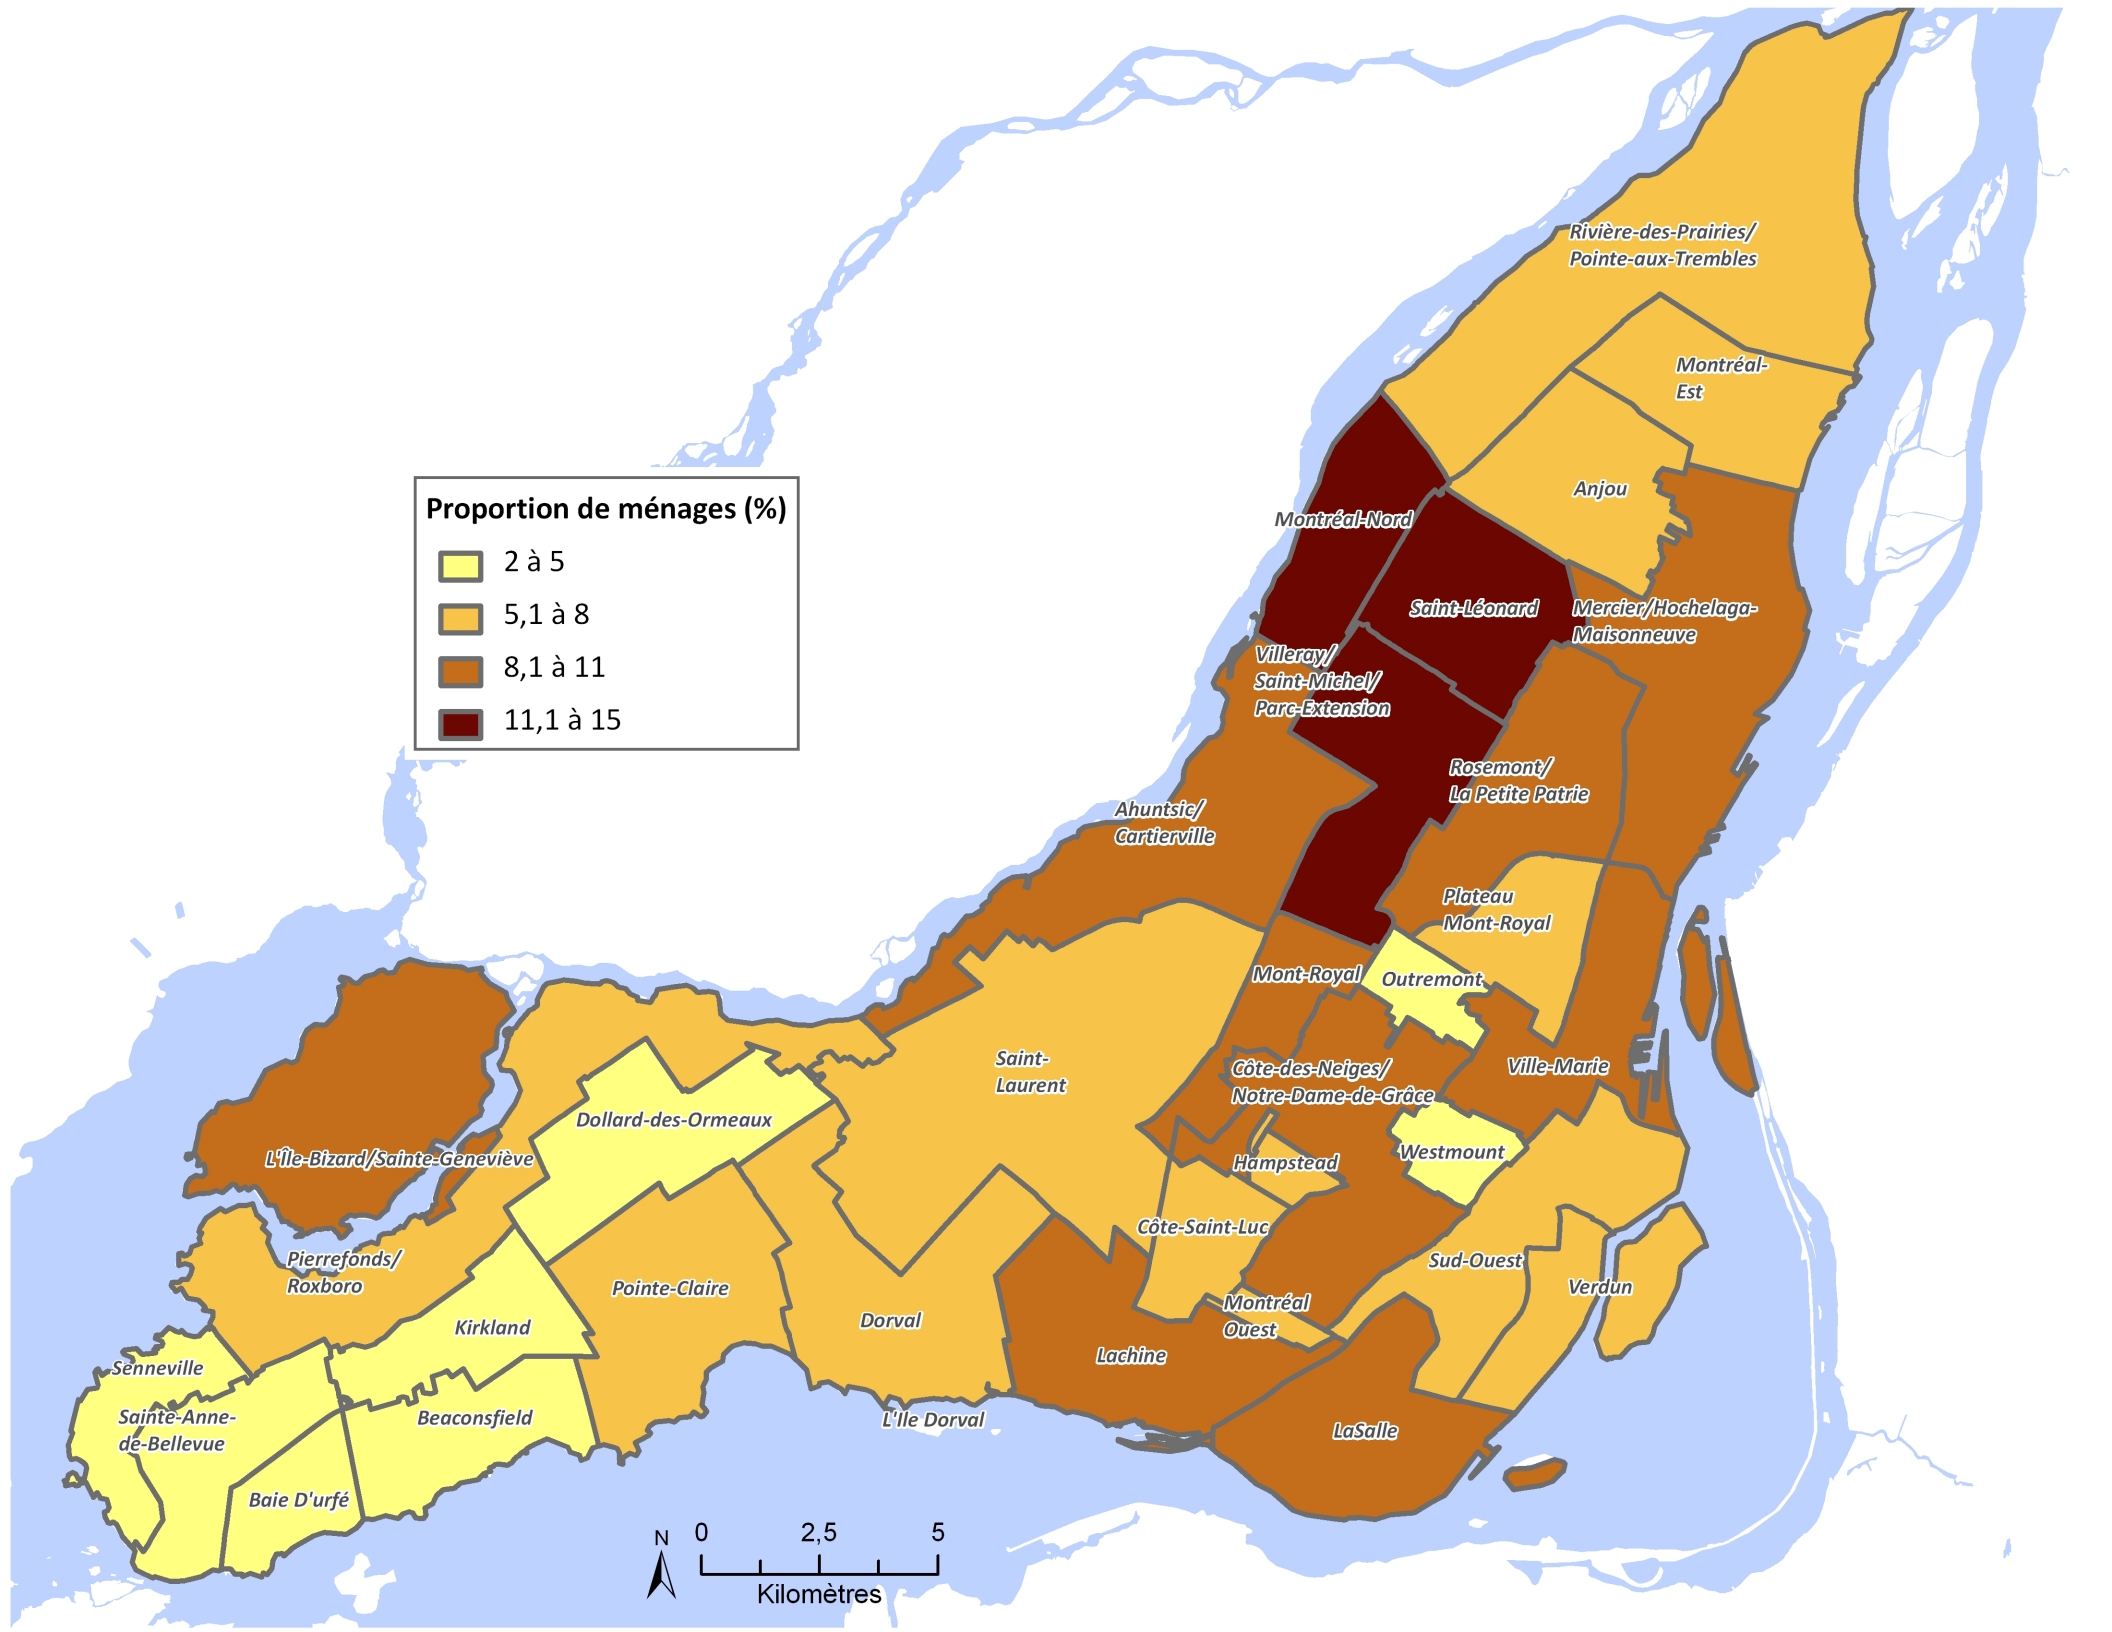 Rivière-des-Prairies/
Pointe-aux-Trembles
Montréal-
Est
Anjou
Proportion de ménages (%)
2 à 5
5,1 à 8
8,1 à 11
11,1 à 15
Montréal-Nord
Saint-Léonard
Mercier/Hochelaga-
Maisonneuve
Villeray/
Saint-Michel/
Parc-Extension
Rosemont/
La Petite Patrie
Ahuntsic/
Cartierville
Plateau
Mont-Royal
Mont-Royal
Outremont
Saint-
Laurent
Côte-des-Neiges/
Notre-Dame-de-Grâce
Ville-Marie
Dollard-des-Ormeaux
L'Île-Bizard/Sainte-Geneviève
Hampstead
Westmount
Côte-Saint-Luc
Pierrefonds/
Roxboro
Pointe-Claire
Sud-Ouest
Verdun
Kirkland
Dorval
Montréal
Ouest
Lachine
Senneville
Sainte-Anne-
de-Bellevue
Beaconsfield
L'Ile Dorval
LaSalle
Baie D'urfé
N
0 2,5 5
Kilomètres